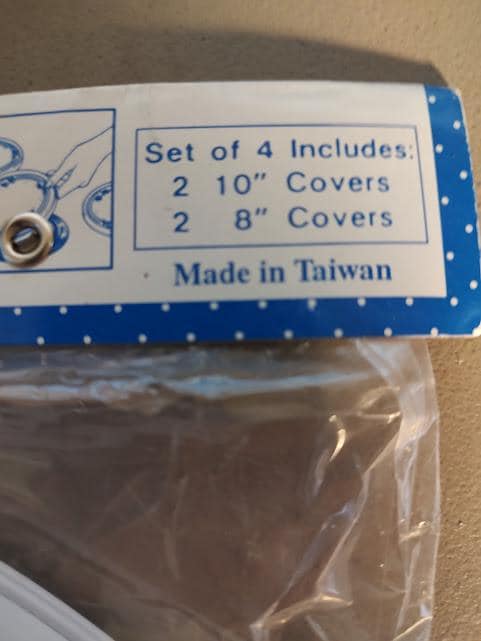 Set of 4 Includes:
2 10" Covers
2 8" Covers
Made in Taiwan